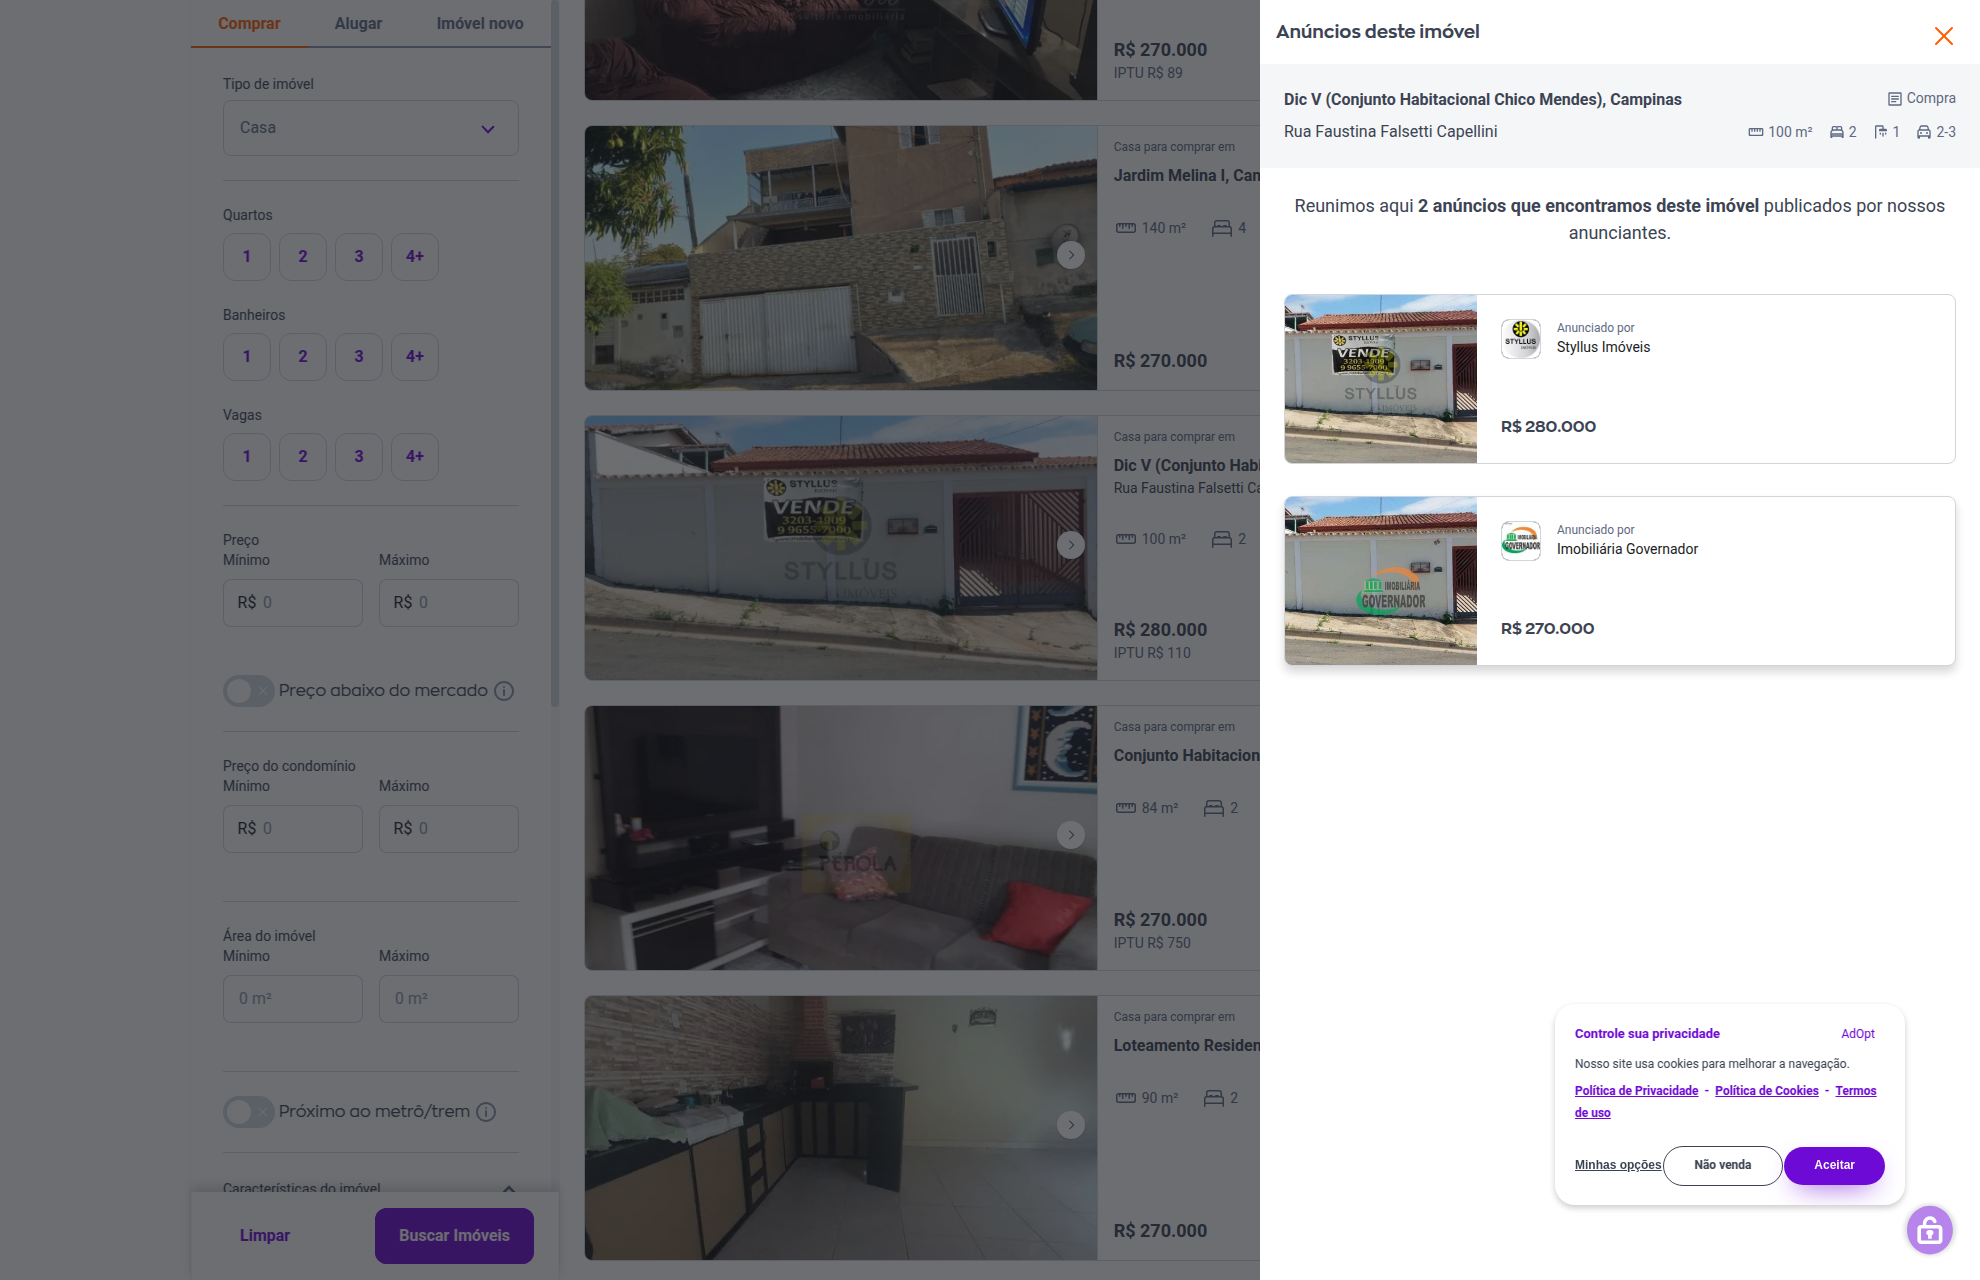 Comprar
Alugar
Imóvel novo
Tipo de imóvel
Casa
Quartos
1
2
3
4+
Banheiros
1
2
3
4+
Vagas
1
2
3
4+
Preço
Mínimo
Máximo
R$ 0
R$ 0
Preço abaixo do mercado
Preço do condomínio
Mínimo
Máximo
R$ 0
R$ 0
Área do imóvel
Mínimo
Máximo
0 m²
0 m²
Próximo ao metrô/trem
Características do imóvel
Limpar
Buscar Imóveis
R$ 270.000
IPTU R$ 89
Casa para comprar em
Jardim Melina I, Cam
140 m²
4
R$ 270.000
STYLLUS
VENDE
3203-1909
9 9655-7000
STYLLUS
IMÓVEIS
Casa para comprar em
Dic V (Conjunto Habi
Rua Faustina Falsetti Ca
100 m²
2
R$ 280.000
IPTU R$ 110
PÉROLA
Casa para comprar em
Conjunto Habitacion
84 m²
2
R$ 270.000
IPTU R$ 750
Casa para comprar em
Loteamento Residen
90 m²
2
R$ 270.000
Anúncios deste imóvel
Dic V (Conjunto Habitacional Chico Mendes), Campinas
Compra
Rua Faustina Falsetti Capellini
100 m²
2
1
2-3
Reunimos aqui 2 anúncios que encontramos deste imóvel publicados por nossos
anunciantes.
STYLLUS
VENDE
3203-1909
9 9655-7000
STYLLUS
IMÓVEIS
STYLLUS
Anunciado por
Styllus Imóveis
R$ 280.000
IMOBILIÁRIA
GOVERNADOR
IMOBILIÁRIA
GOVERNADOR
Anunciado por
Imobiliária Governador
R$ 270.000
Controle sua privacidade
AdOpt
Nosso site usa cookies para melhorar a navegação.
Política de Privacidade - Política de Cookies - Termos
de uso
Minhas opções
Não venda
Aceitar